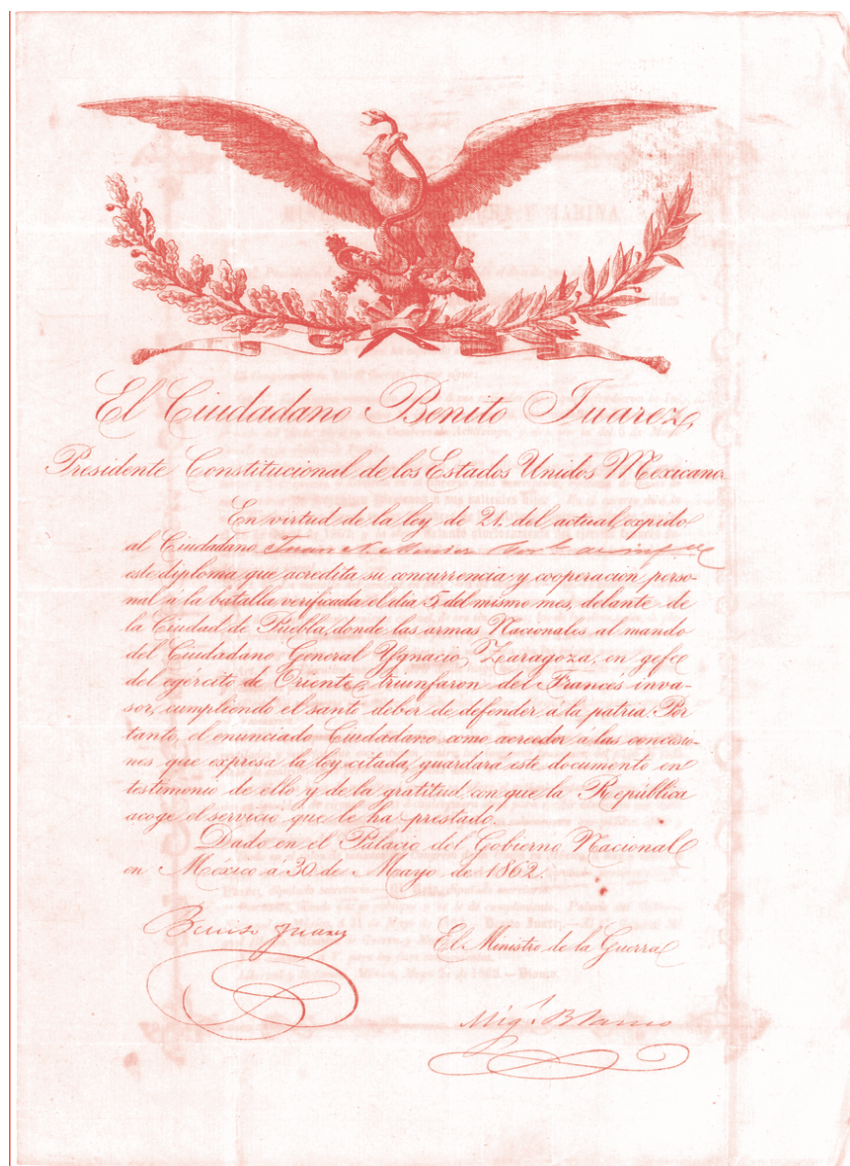 El Ciudadano Benito Juarez,
Presidente Constitucional de los Estados Unidos Mexicanos
En virtud de la ley de 21. del actual, expido
al Ciudadano Juan N.
este diploma que acredita su concurrencia y cooperacion perso-
nal á la batalla verificada el dia 5 del mismo mes, delante de
la Ciudad de Puebla, donde las armas Nacionales al mando
del Ciudadano General Ygnacio Zaragoza, en gefe
del egército de Oriente, triunfaron del Francés inva-
sor, cumpliendo el santo deber de defender á la patria. Por
tanto, el enunciado Ciudadano como acreedor á las concesio-
nes que expresa la ley citada, guardará este documento en
testimonio de ello y de la gratitud con que la República
acoge el servicio que le ha prestado.
Dado en el Palacio del Gobierno Nacional
en México á 30 de Mayo de 1862.
Benito Juarez
El Ministro de la Guerra
Mig.l Blanco